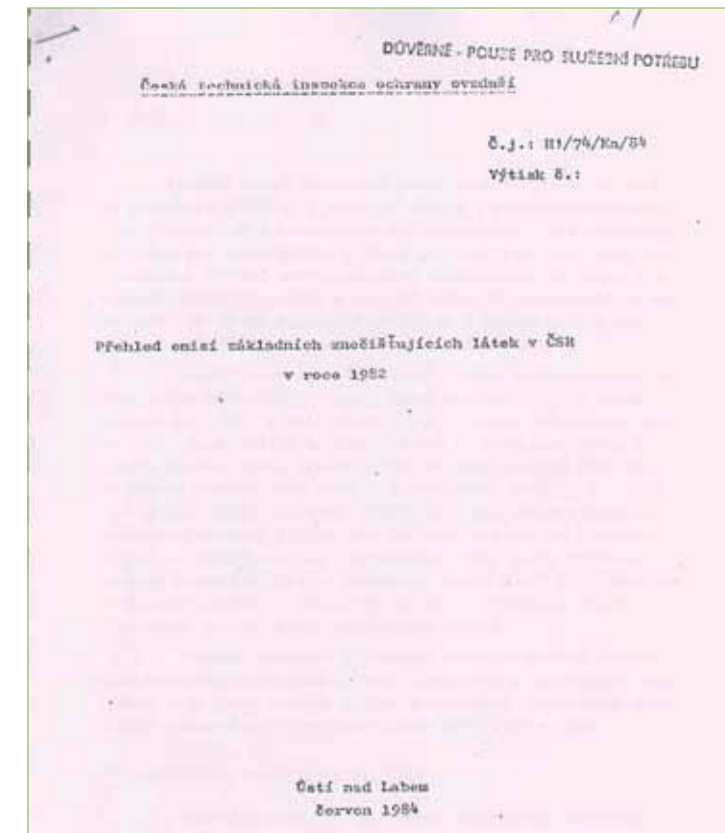 DŮVĚRNÉ - POUZE PRO SLUŽEBNÍ POTŘEBU
Česká technická inspekce ochrany ovzduší
č.j.: H1/74/Kn/84
Výtisk č.:
Přehled emisí základních znečišťujících látek v ČSR
v roce 1982
Ústí nad Labem
červen 1984